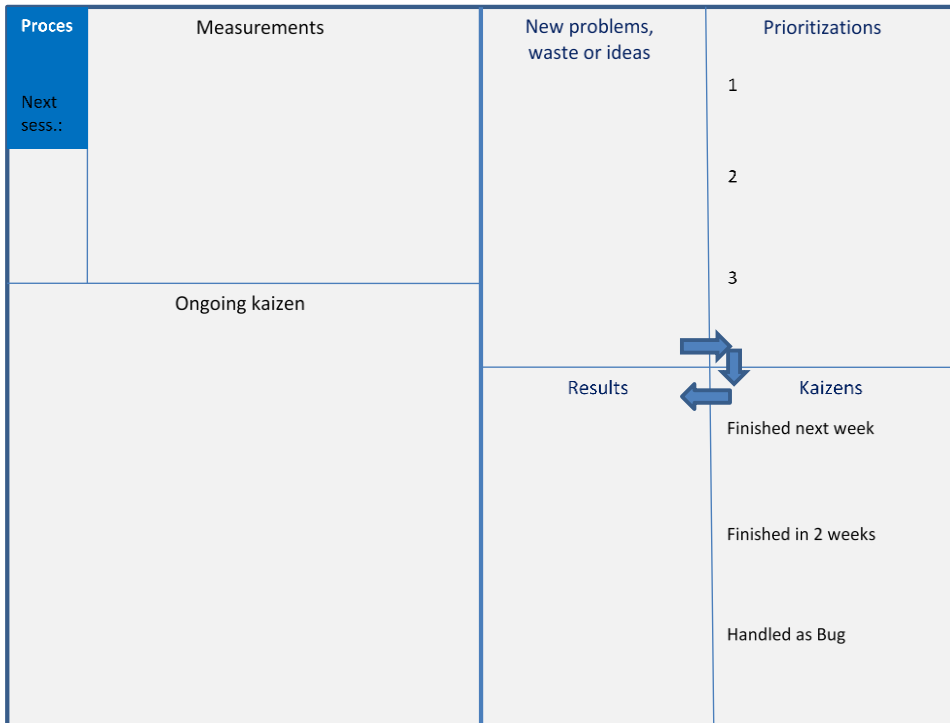 Proces
Next
sess.:
Measurements
Ongoing kaizen
New problems,
waste or ideas
Prioritizations
1
2
3
Results
Kaizens
Finished next week
Finished in 2 weeks
Handled as Bug